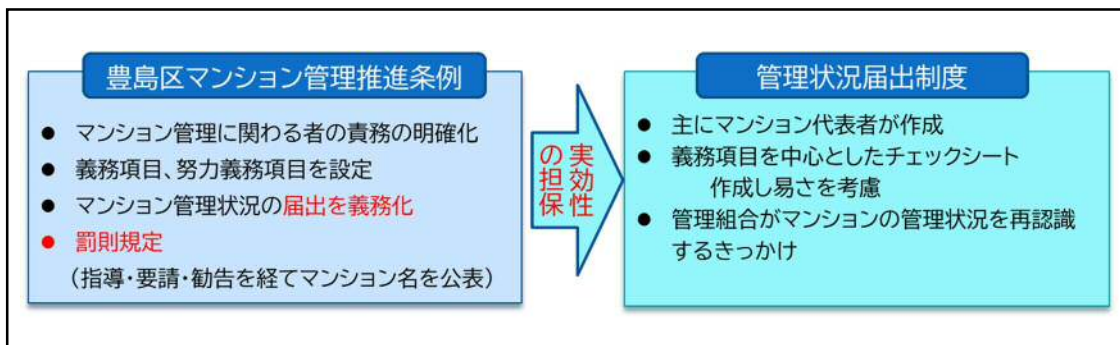 豊島区マンション管理推進条例
● マンション管理に関わる者の責務の明確化
● 義務項目、努力義務項目を設定
● マンション管理状況の届出を義務化
● 罰則規定
（指導・要請・勧告を経てマンション名を公表）
実効性
の担保
管理状況届出制度
● 主にマンション代表者が作成
● 義務項目を中心としたチェックシート
作成し易さを考慮
● 管理組合がマンションの管理状況を再認識
するきっかけ